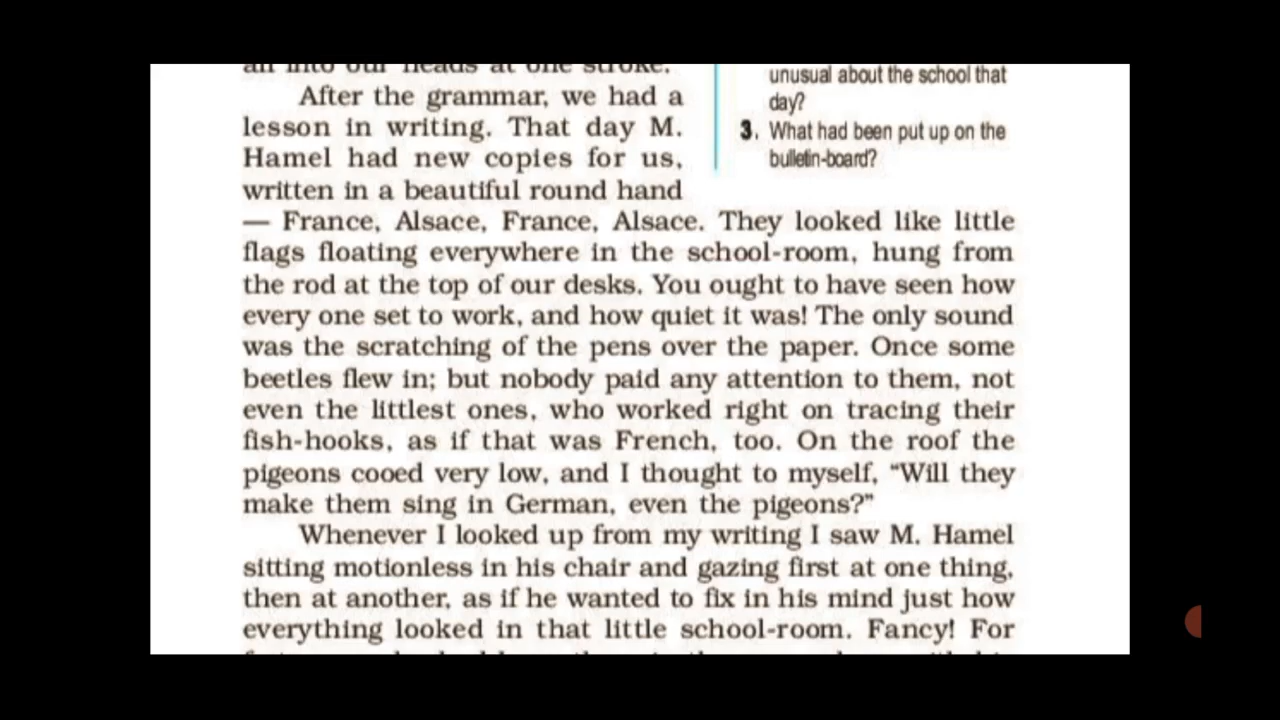 all into our heads at one stroke.
After the grammar, we had a
lesson in writing. That day M.
Hamel had new copies for us,
written in a beautiful round hand
— France, Alsace, France, Alsace. They looked like little
flags floating everywhere in the school-room, hung from
the rod at the top of our desks. You ought to have seen how
every one set to work, and how quiet it was! The only sound
was the scratching of the pens over the paper. Once some
beetles flew in; but nobody paid any attention to them, not
even the littlest ones, who worked right on tracing their
fish-hooks, as if that was French, too. On the roof the
pigeons cooed very low, and I thought to myself, “Will they
make them sing in German, even the pigeons?”
Whenever I looked up from my writing I saw M. Hamel
sitting motionless in his chair and gazing first at one thing,
then at another, as if he wanted to fix in his mind just how
everything looked in that little school-room. Fancy! For
unusual about the school that
day?
3. What had been put up on the
bulletin-board?